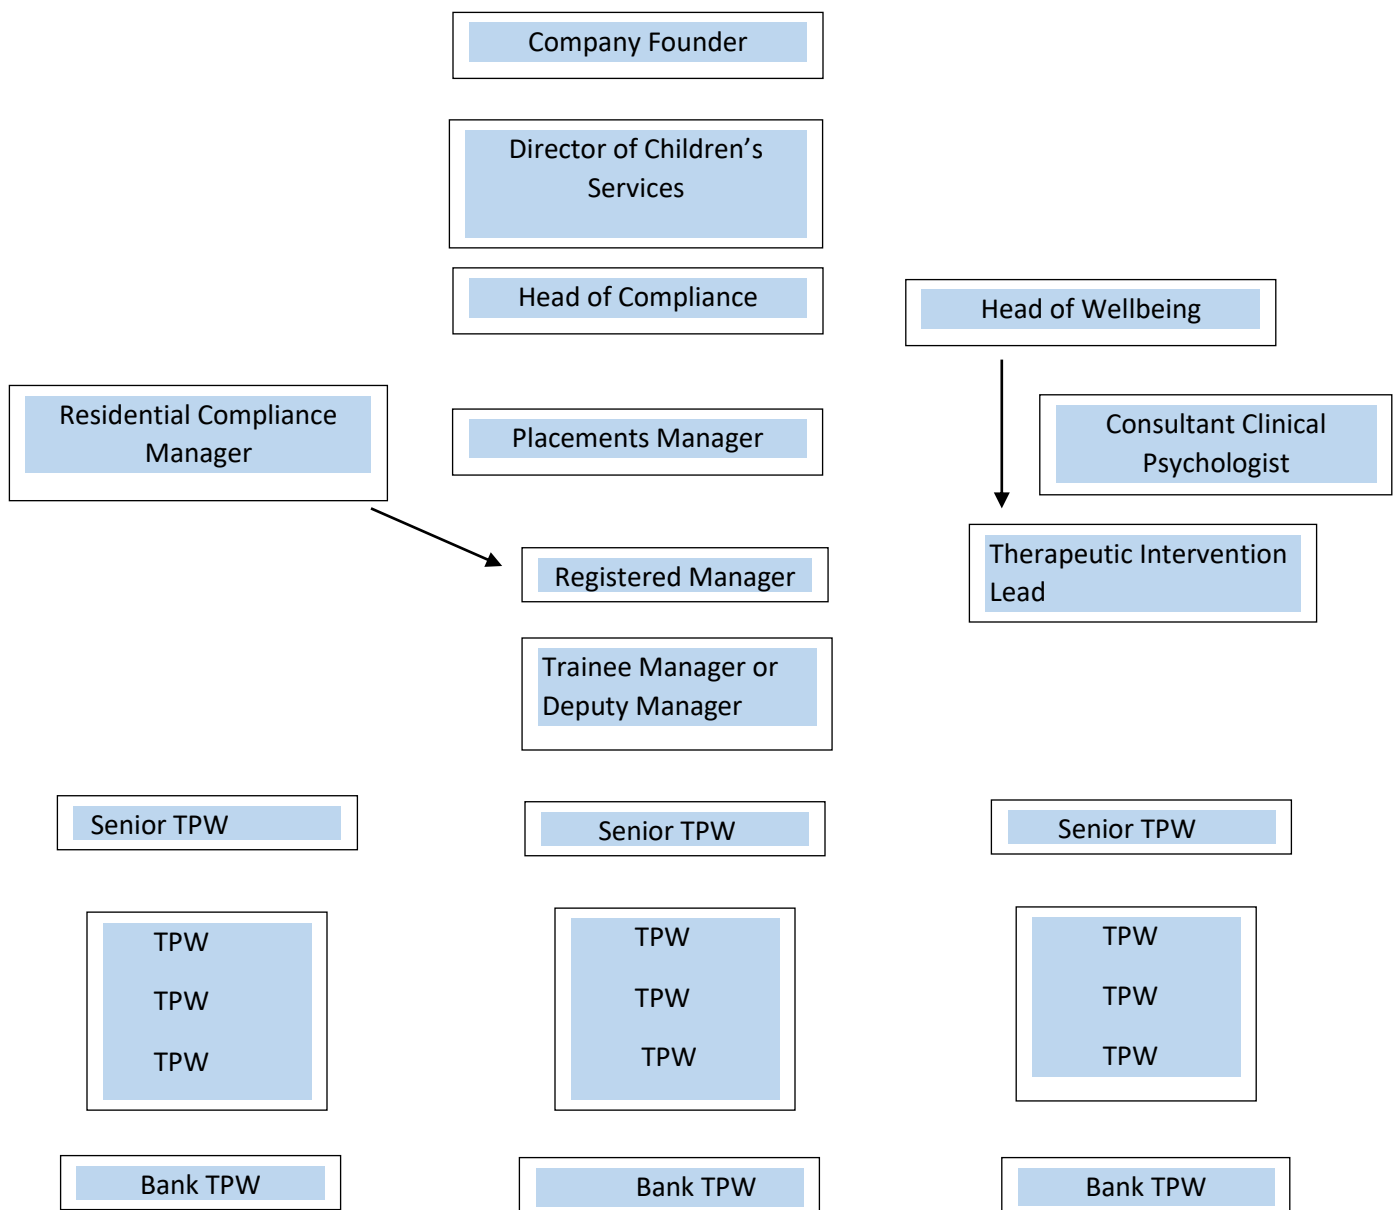 Company Founder
Director of Children’s
Services
Head of Compliance
Head of Wellbeing
Residential Compliance
Manager
Placements Manager
Consultant Clinical
Psychologist
Registered Manager
Therapeutic Intervention
Lead
Trainee Manager or
Deputy Manager
Senior TPW
Senior TPW
Senior TPW
TPW
TPW
TPW
TPW
TPW
TPW
TPW
TPW
TPW
Bank TPW
Bank TPW
Bank TPW